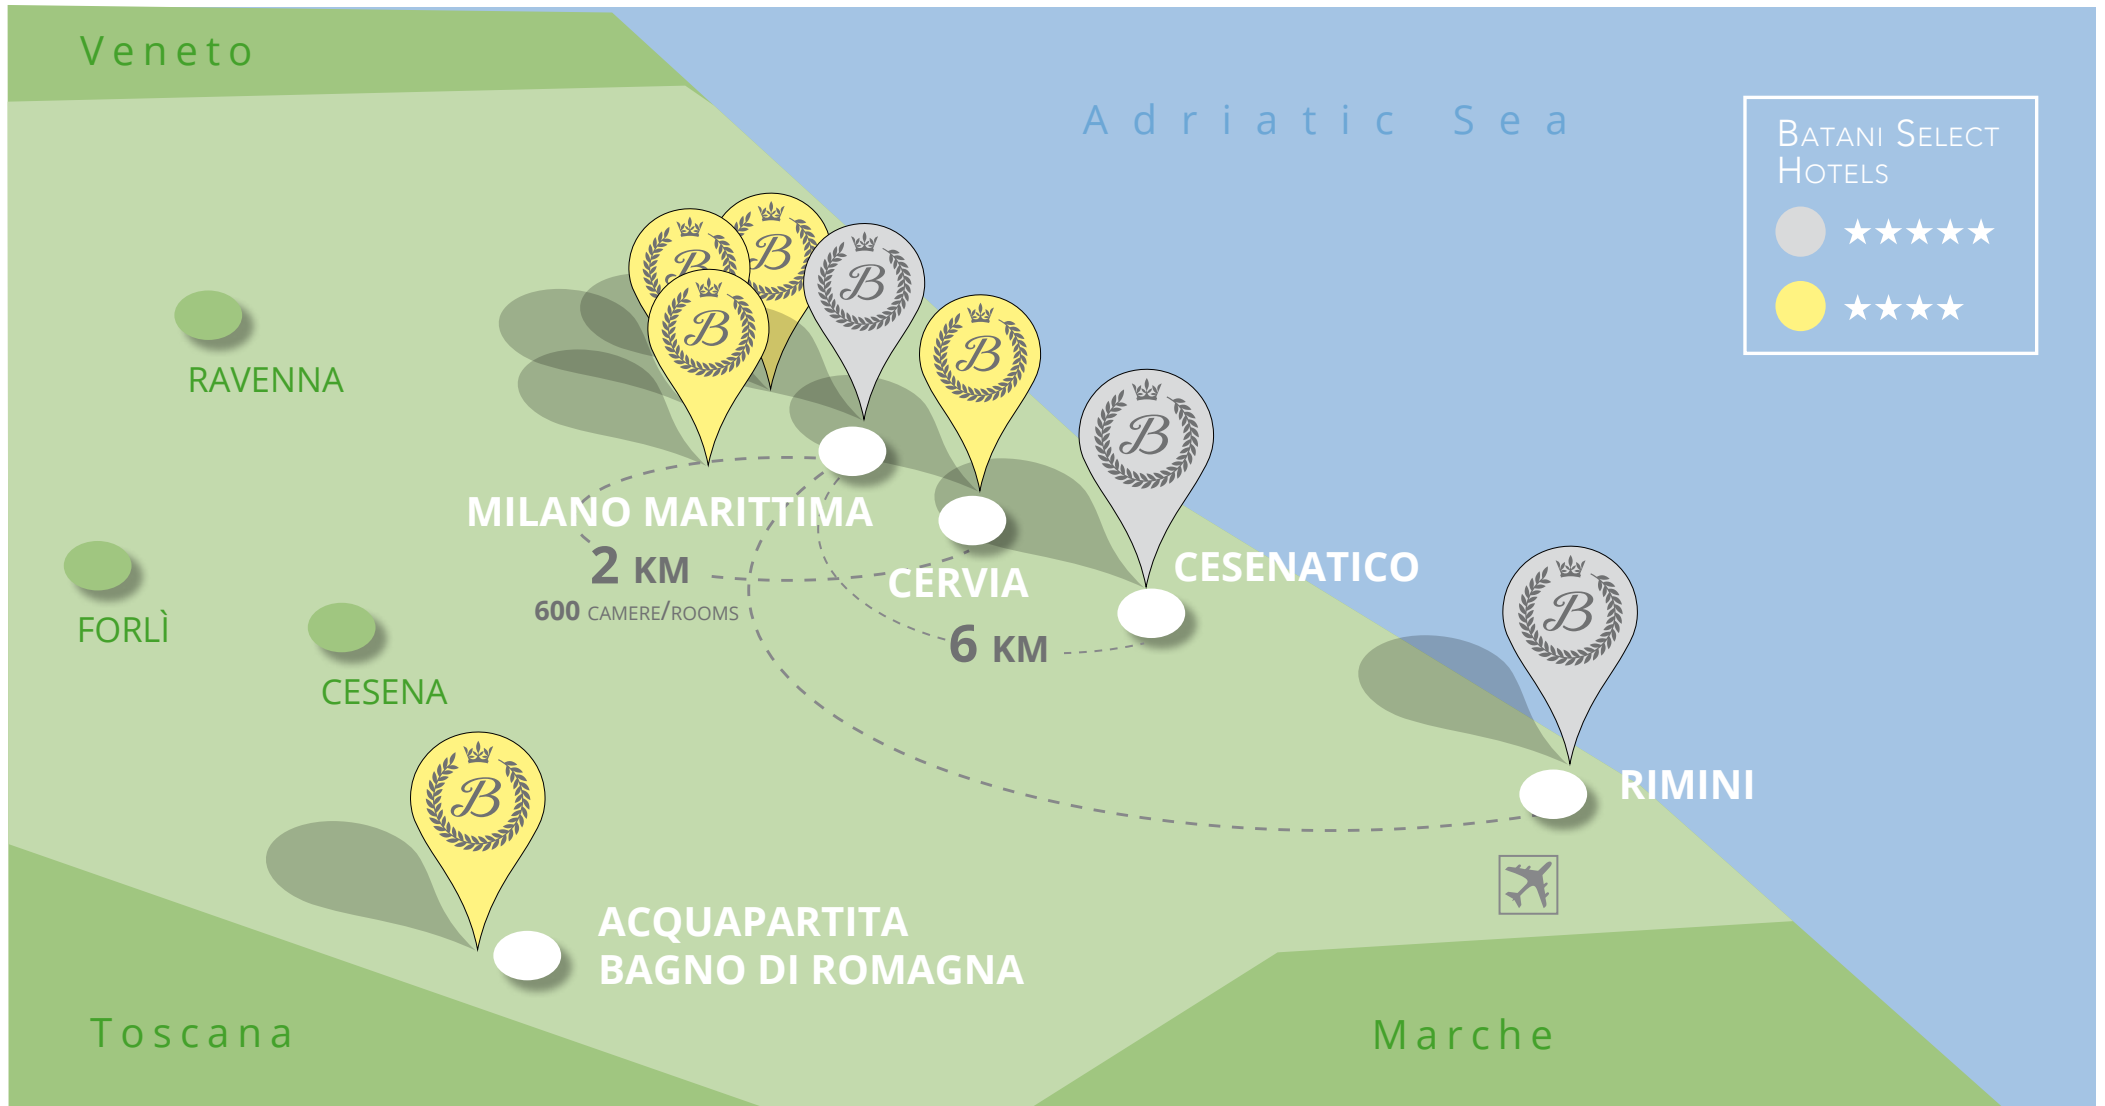 Veneto
Adriatic Sea
BATANI SELECT
HOTELS
★★★★★
★★★★
B
B
B
B
B
B
B
B
RAVENNA
MILANO MARITTIMA
2 KM
600 CAMERE/ROOMS
CERVIA
CESENATICO
6 KM
FORLÌ
CESENA
RIMINI
ACQUAPARTITA
BAGNO DI ROMAGNA
Toscana
Marche